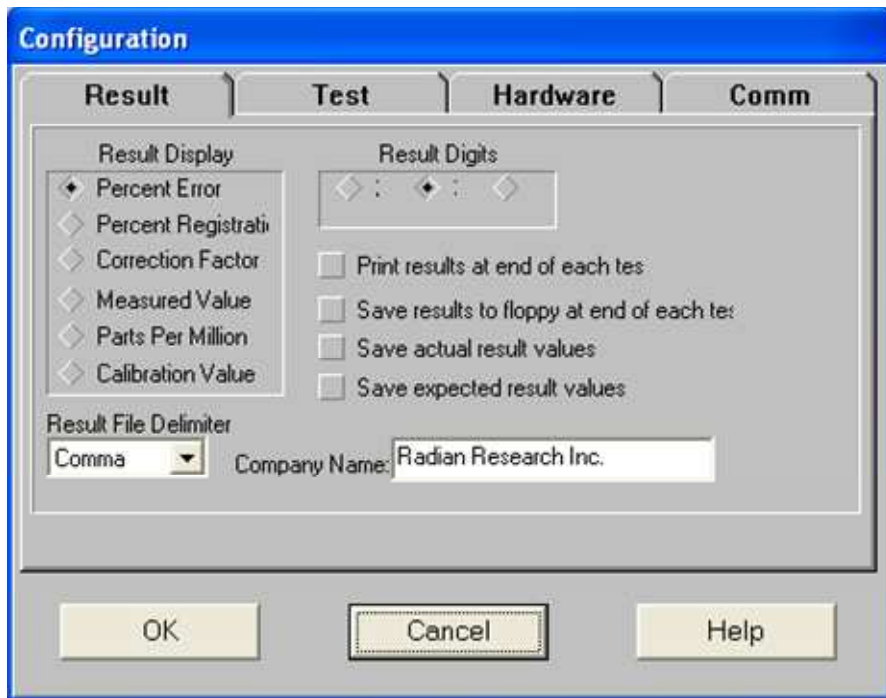 Configuration
Result Test Hardware Comm
Result Display
Percent Error
Percent Registrati
Correction Factor
Measured Value
Parts Per Million
Calibration Value
Result Digits
: :
Print results at end of each tes
Save results to floppy at end of each tes
Save actual result values
Save expected result values
Result File Delimiter
Comma
Company Name: Radian Research Inc.
OK Cancel Help